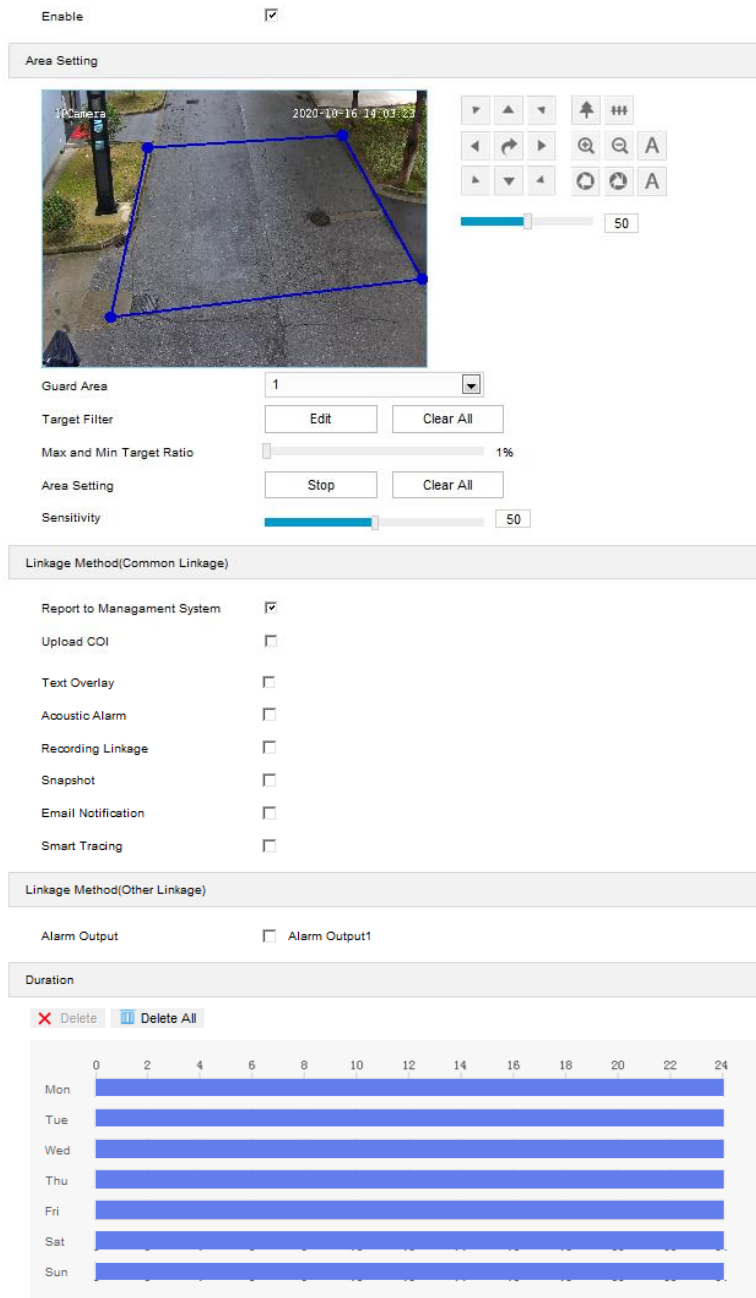 Enable
Area Setting
IPCamera 2020-10-16 14:03:23
A
A
50
Guard Area 1
Target Filter Edit Clear All
Max and Min Target Ratio 1%
Area Setting Stop Clear All
Sensitivity 50
Linkage Method(Common Linkage)
Report to Managament System
Upload COI
Text Overlay
Acoustic Alarm
Recording Linkage
Snapshot
Email Notification
Smart Tracing
Linkage Method(Other Linkage)
Alarm Output Alarm Output1
Duration
Delete Delete All
0 2 4 6 8 10 12 14 16 18 20 22 24
Mon
Tue
Wed
Thu
Fri
Sat
Sun